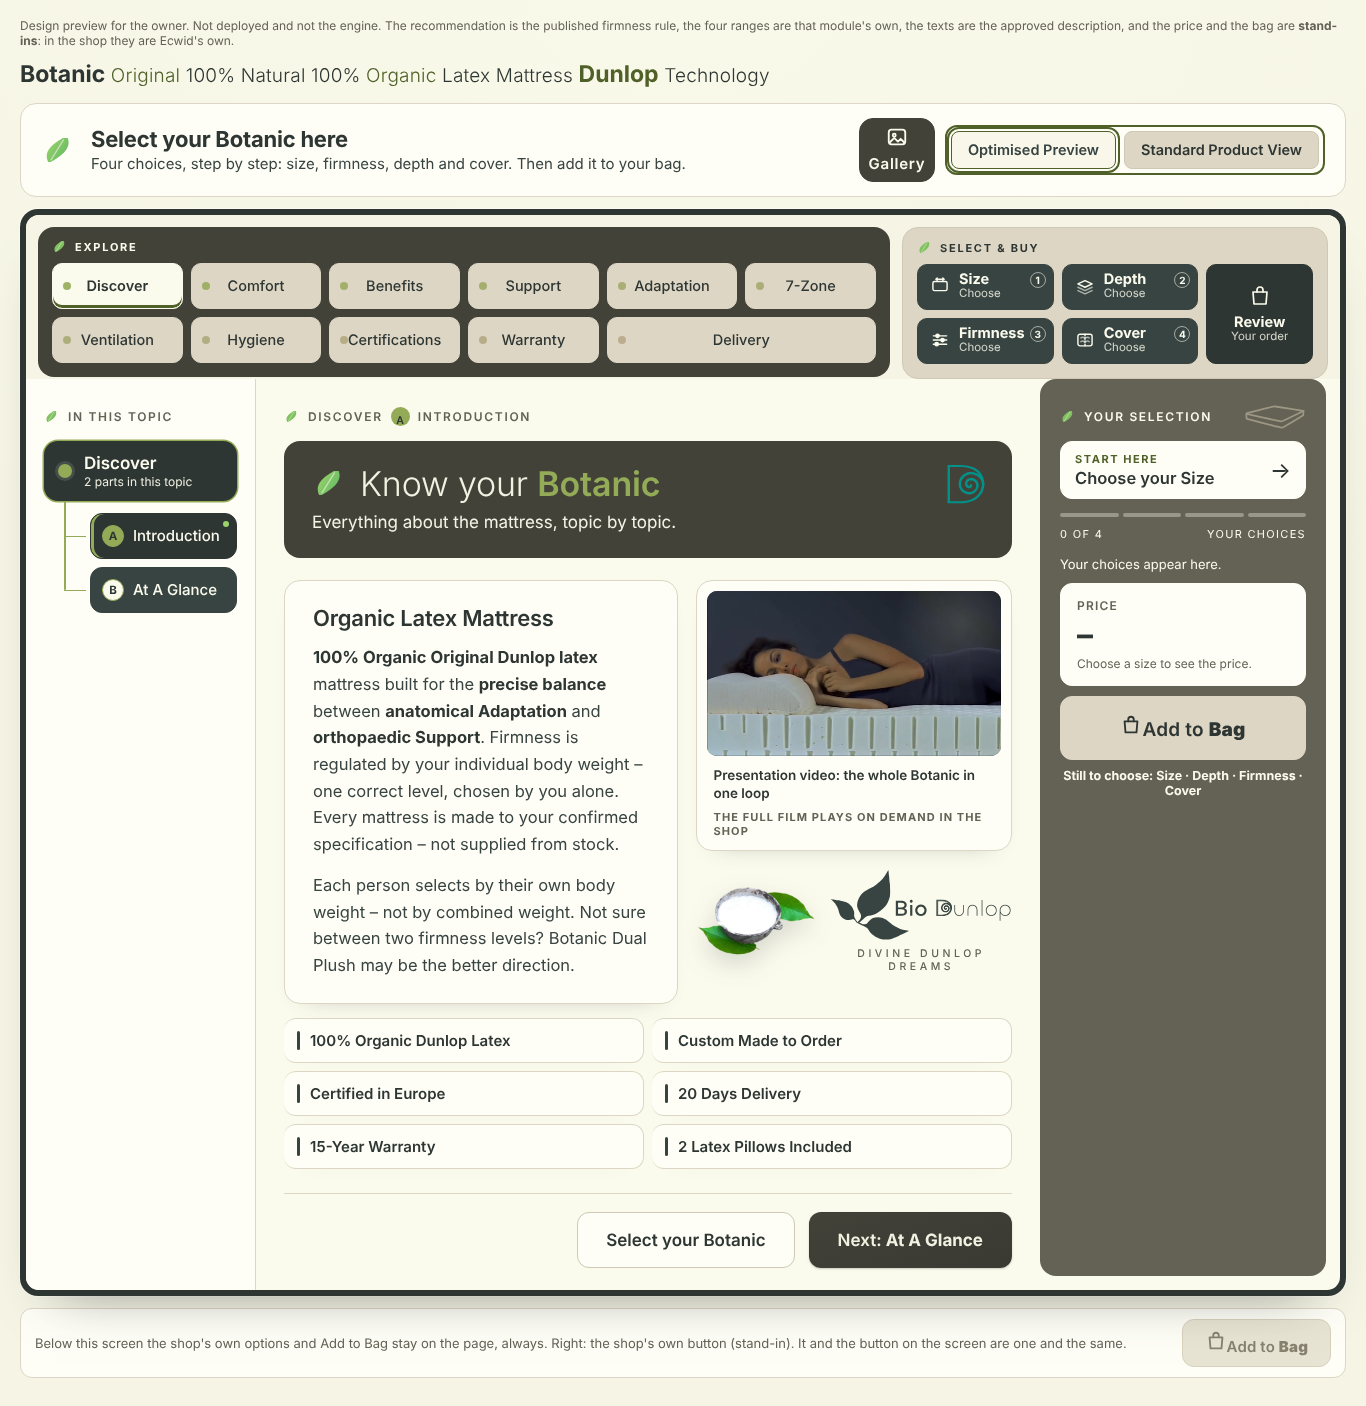 Design preview for the owner. Not deployed and not the engine. The recommendation is the published firmness rule, the four ranges are that module's own, the texts are the approved description, and the price and the bag are stand-
ins: in the shop they are Ecwid's own.
Botanic Original 100% Natural 100% Organic Latex Mattress Dunlop Technology
Select your Botanic here
Four choices, step by step: size, firmness, depth and cover. Then add it to your bag.
Gallery
Optimised Preview
Standard Product View
EXPLORE
Discover
Comfort
Benefits
Support
Adaptation
7-Zone
Ventilation
Hygiene
Certifications
Warranty
Delivery
SELECT & BUY
Size
Choose
1
Depth
Choose
2
Firmness
Choose
3
Cover
Choose
4
Review
Your order
IN THIS TOPIC
Discover
2 parts in this topic
A Introduction
B At A Glance
DISCOVER A INTRODUCTION
Know your Botanic
Everything about the mattress, topic by topic.
Organic Latex Mattress
100% Organic Original Dunlop latex
mattress built for the precise balance
between anatomical Adaptation and
orthopaedic Support. Firmness is
regulated by your individual body weight –
one correct level, chosen by you alone.
Every mattress is made to your confirmed
specification – not supplied from stock.
Each person selects by their own body
weight – not by combined weight. Not sure
between two firmness levels? Botanic Dual
Plush may be the better direction.
Presentation video: the whole Botanic in
one loop
THE FULL FILM PLAYS ON DEMAND IN THE
SHOP
Bio Dunlop
DIVINE DUNLOP
DREAMS
100% Organic Dunlop Latex
Custom Made to Order
Certified in Europe
20 Days Delivery
15-Year Warranty
2 Latex Pillows Included
Select your Botanic
Next: At A Glance
YOUR SELECTION
START HERE
Choose your Size
0 OF 4
YOUR CHOICES
Your choices appear here.
PRICE
–
Choose a size to see the price.
Add to Bag
Still to choose: Size · Depth · Firmness ·
Cover
Below this screen the shop's own options and Add to Bag stay on the page, always. Right: the shop's own button (stand-in). It and the button on the screen are one and the same.
Add to Bag